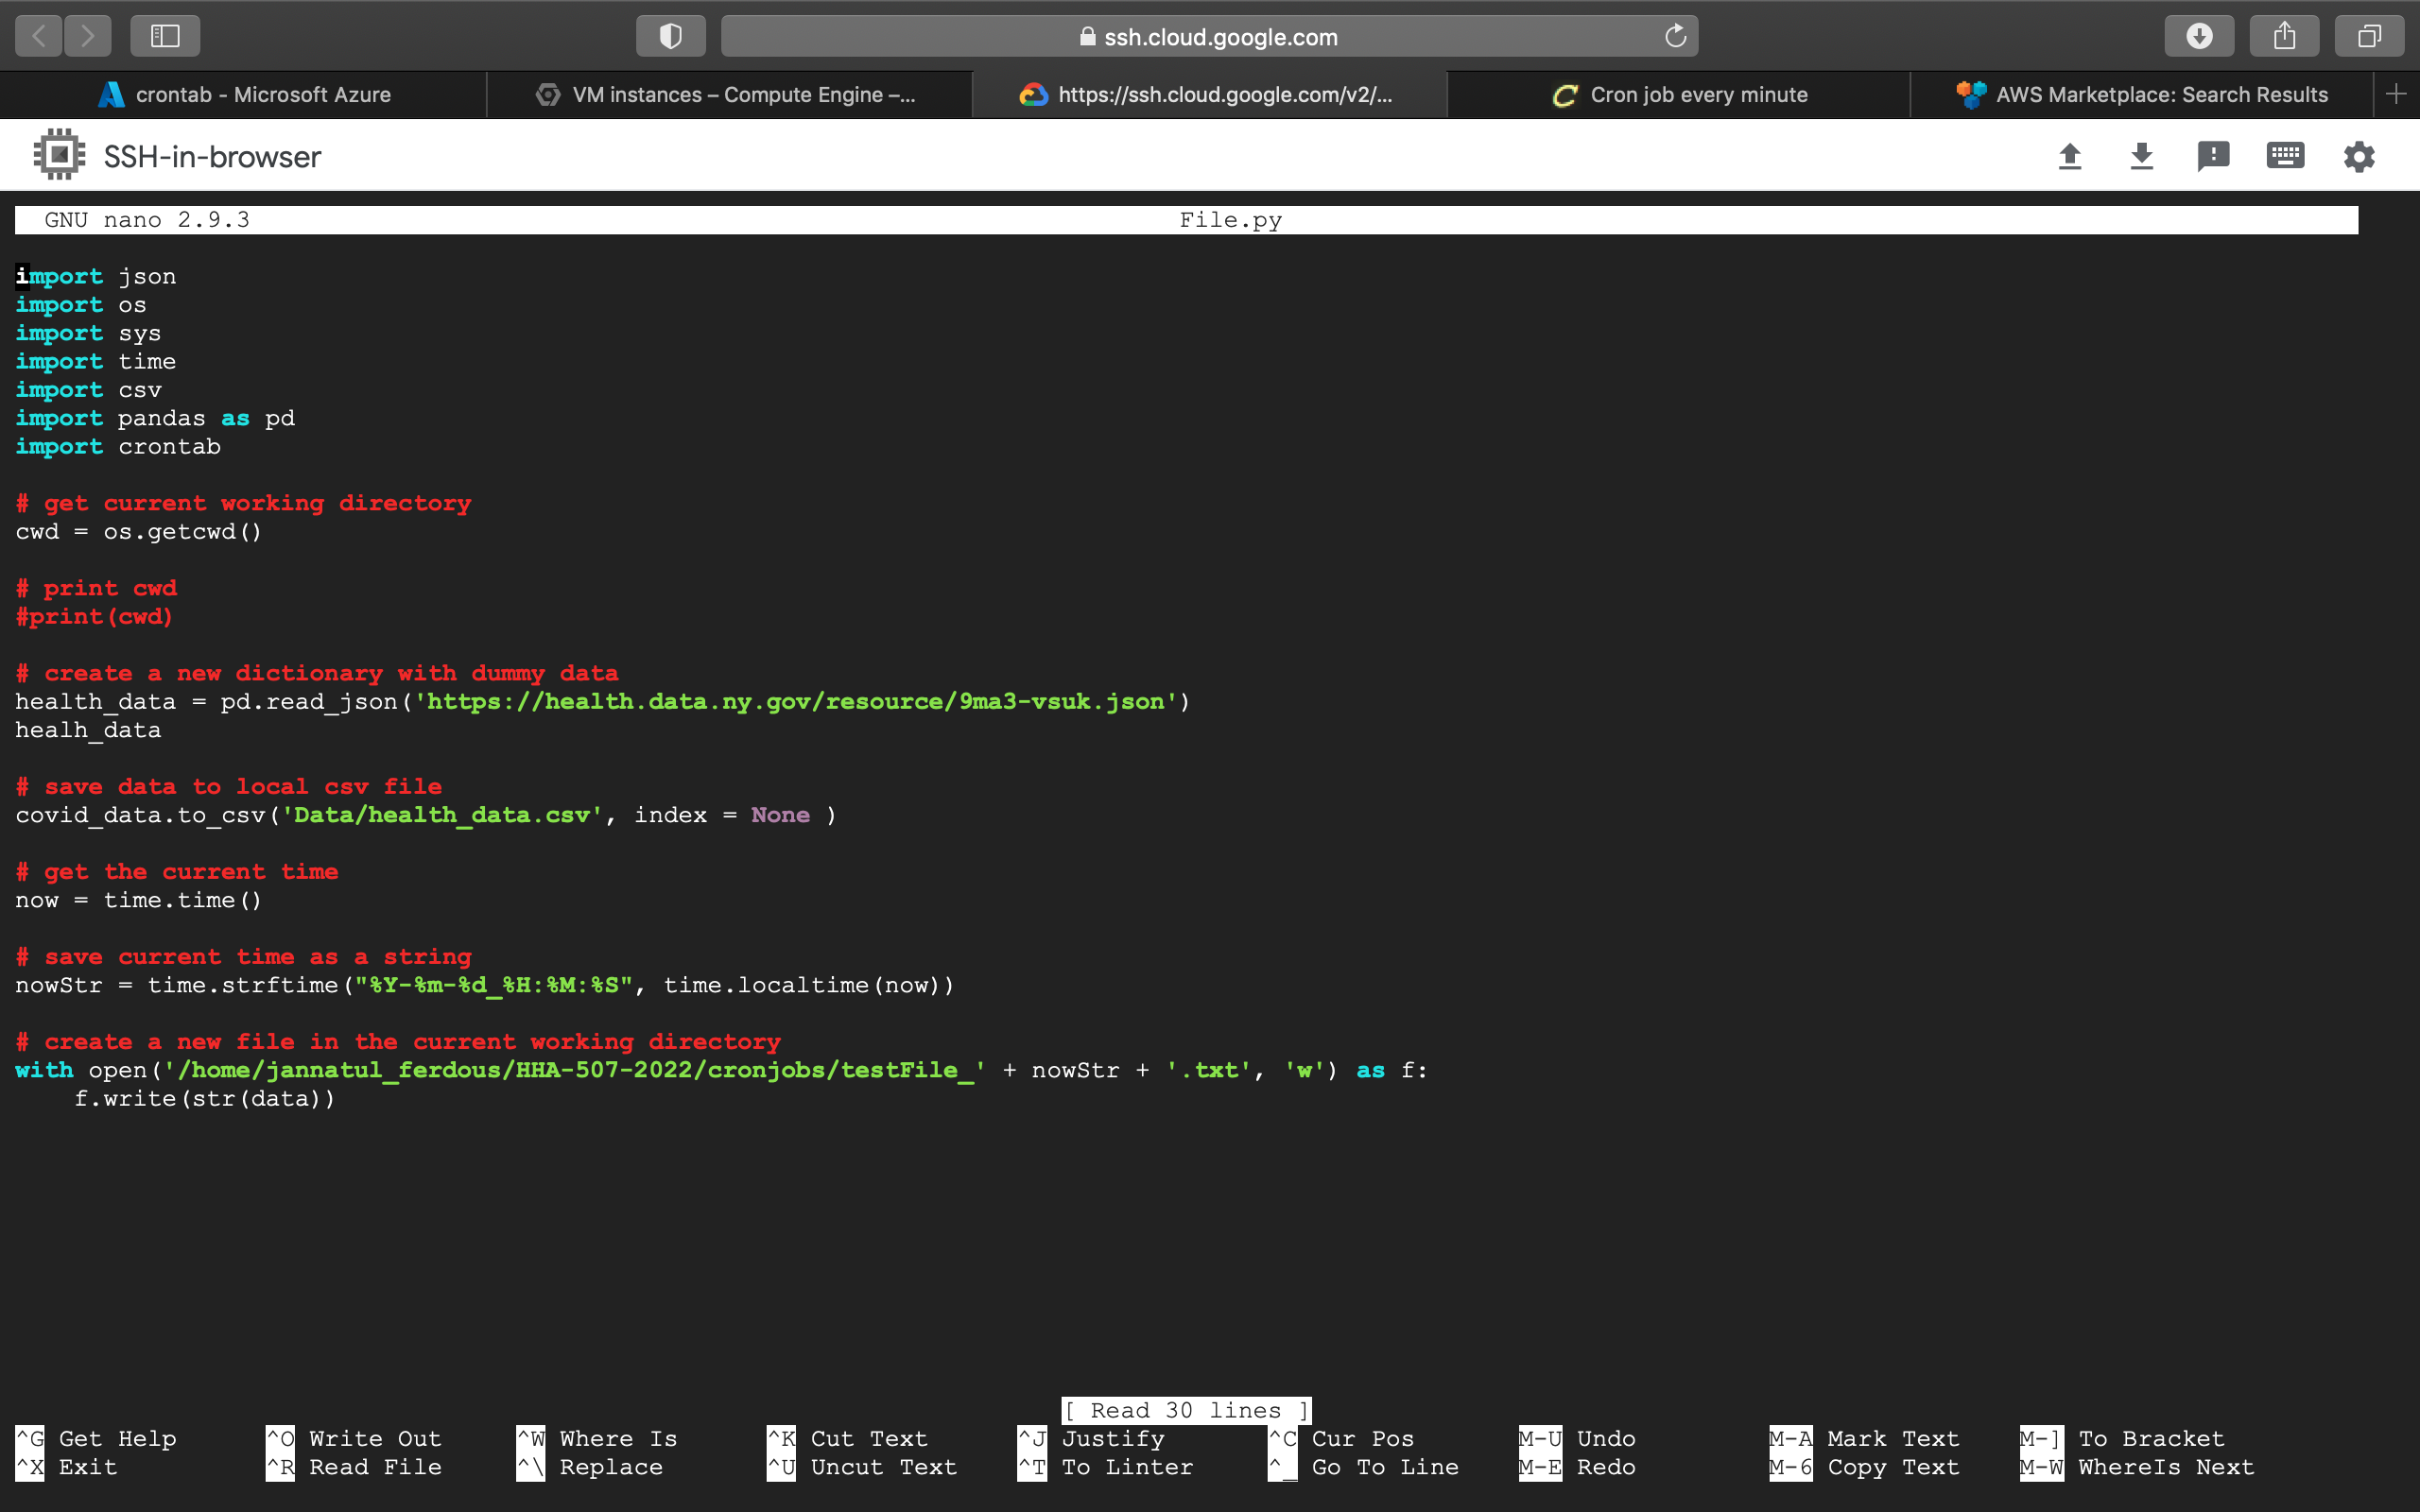 ssh.cloud.google.com
crontab - Microsoft Azure
VM instances – Compute Engine –...
https://ssh.cloud.google.com/v2/...
Cron job every minute
AWS Marketplace: Search Results
SSH-in-browser
GNU nano 2.9.3 File.py
import json
import os
import sys
import time
import csv
import pandas as pd
import crontab
# get current working directory
cwd = os.getcwd()
# print cwd
#print(cwd)
# create a new dictionary with dummy data
health_data = pd.read_json('https://health.data.ny.gov/resource/9ma3-vsuk.json')
healh_data
# save data to local csv file
covid_data.to_csv('Data/health_data.csv', index = None )
# get the current time
now = time.time()
# save current time as a string
nowStr = time.strftime("%Y-%m-%d_%H:%M:%S", time.localtime(now))
# create a new file in the current working directory
with open('/home/jannatul_ferdous/HHA-507-2022/cronjobs/testFile_' + nowStr + '.txt', 'w') as f:
    f.write(str(data))
[ Read 30 lines ]
^G Get Help ^O Write Out ^W Where Is ^K Cut Text ^J Justify ^C Cur Pos M-U Undo M-A Mark Text M-] To Bracket
^X Exit ^R Read File ^\ Replace ^U Uncut Text ^T To Linter ^_ Go To Line M-E Redo M-6 Copy Text M-W WhereIs Next